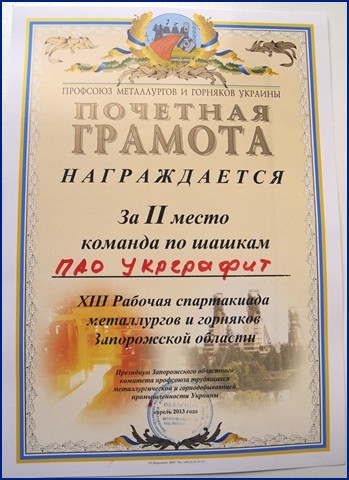 ПРОФСОЮЗ МЕТАЛЛУРГОВ И ГОРНЯКОВ УКРАИНЫ
ПОЧЕТНАЯ
ГРАМОТА
НАГРАЖДАЕТСЯ
За II место
команда по шашкам
ПАО Укрграфит
XIII Рабочая спартакиада
металлургов и горняков
Запорожской области
Президиум Запорожского областного
комитета профсоюза трудящихся
металлургической и горнодобывающей
промышленности Украины
апрель 2013 года